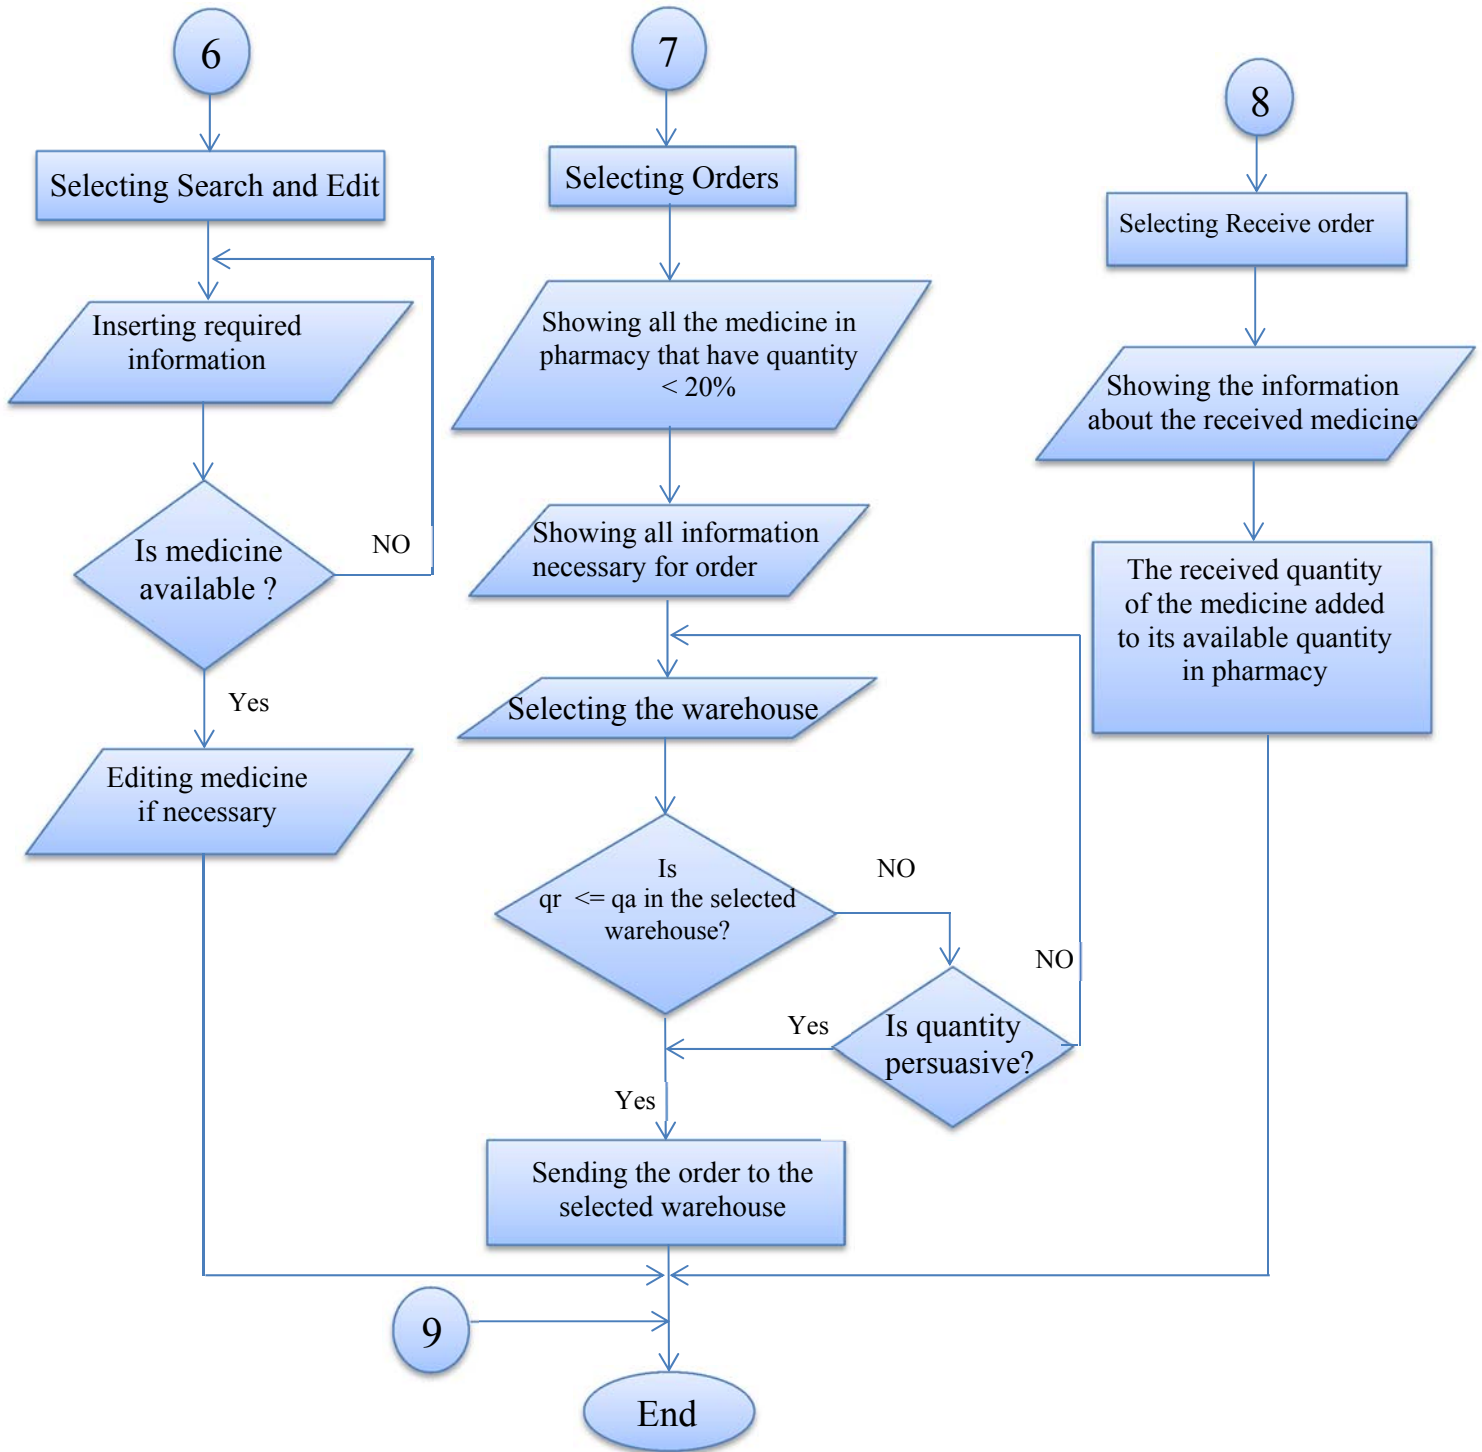 6
Selecting Search and Edit
Inserting required
information
Is medicine
available ?
NO
Yes
Editing medicine
if necessary
7
Selecting Orders
Showing all the medicine in
pharmacy that have quantity
< 20%
Showing all information
necessary for order
Selecting the warehouse
Is
qr <= qa in the selected
warehouse?
NO
Is quantity
persuasive?
NO
Yes
Yes
Sending the order to the
selected warehouse
8
Selecting Receive order
Showing the information
about the received medicine
The received quantity
of the medicine added
to its available quantity
in pharmacy
9
End